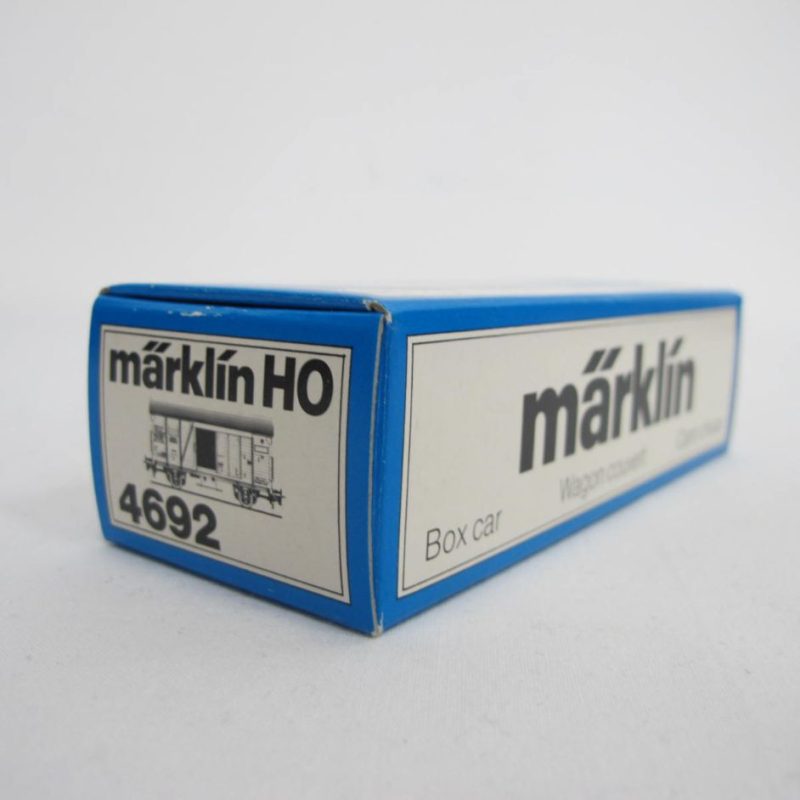 märklin HO
4692
märklin
Box car
Wagon couvert